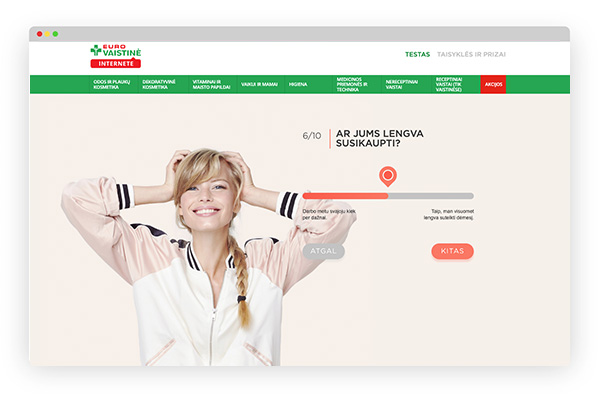 EURO
VAISTINĖ
INTERNETE
TESTAS TAISYKLĖS IR PRIZAI
ODOS IR PLAUKŲ
KOSMETIKA
DEKORATYVINĖ
KOSMETIKA
VITAMINAI IR
MAISTO PAPILDAI
VAIKUI IR MAMAI
HIGIENA
MEDICINOS
PRIEMONĖS IR
TECHNIKA
NERECEPTINIAI
VAISTAI
RECEPTINIAI
VAISTAI (TIK
VAISTINĖSE)
AKCIJOS
6/10
AR JUMS LENGVA
SUSIKAUPTI?
Darbo metu svajoju kiek
per dažnai.
Taip, man visuomet
lengva sutelkti dėmesį.
ATGAL
KITAS